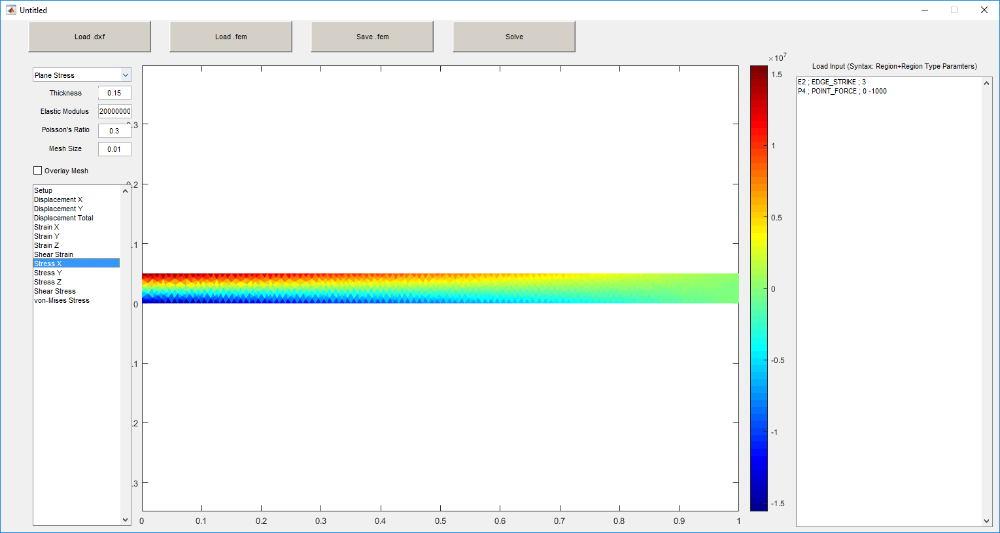 Untitled
Load .dxf
Load .fem
Save .fem
Solve
Plane Stress
Thickness 0.15
Elastic Modulus 20000000
Poisson's Ratio 0.3
Mesh Size 0.01
Overlay Mesh
Setup
Displacement X
Displacement Y
Displacement Total
Strain X
Strain Y
Strain Z
Shear Strain
Stress X
Stress Y
Stress Z
Shear Stress
von-Mises Stress
0.3
0.2
.1
0
.1
.2
.3
0 0.1 0.2 0.3 0.4 0.5 0.6 0.7 0.8 0.9 1
×10^7
1.5
1
0.5
0
-0.5
-1
-1.5
Load Input (Syntax: Region+Region Type Paramters)
E2 ; EDGE_STRIKE ; 3
P4 ; POINT_FORCE ; 0 -1000